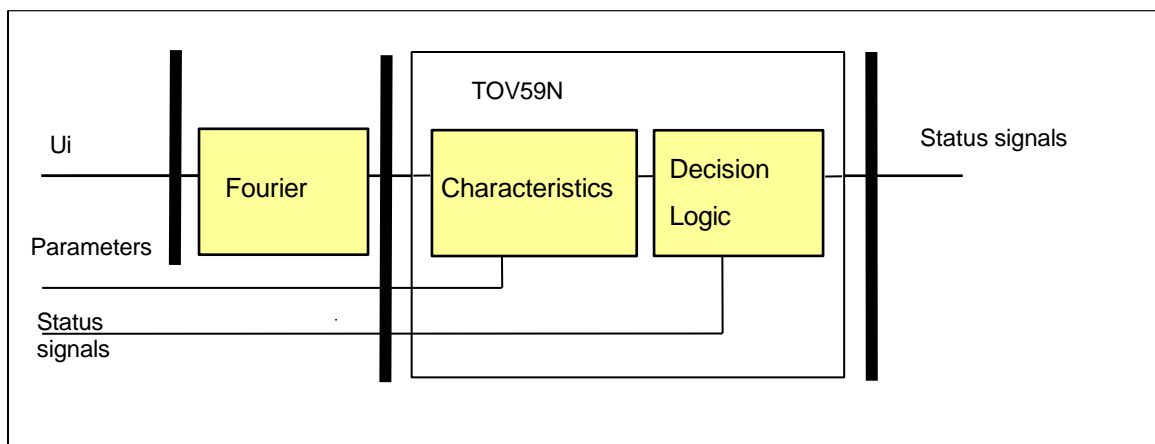 TOV59N
Ui
Fourier
Characteristics
Decision
Logic
Status signals
Parameters
Status
signals